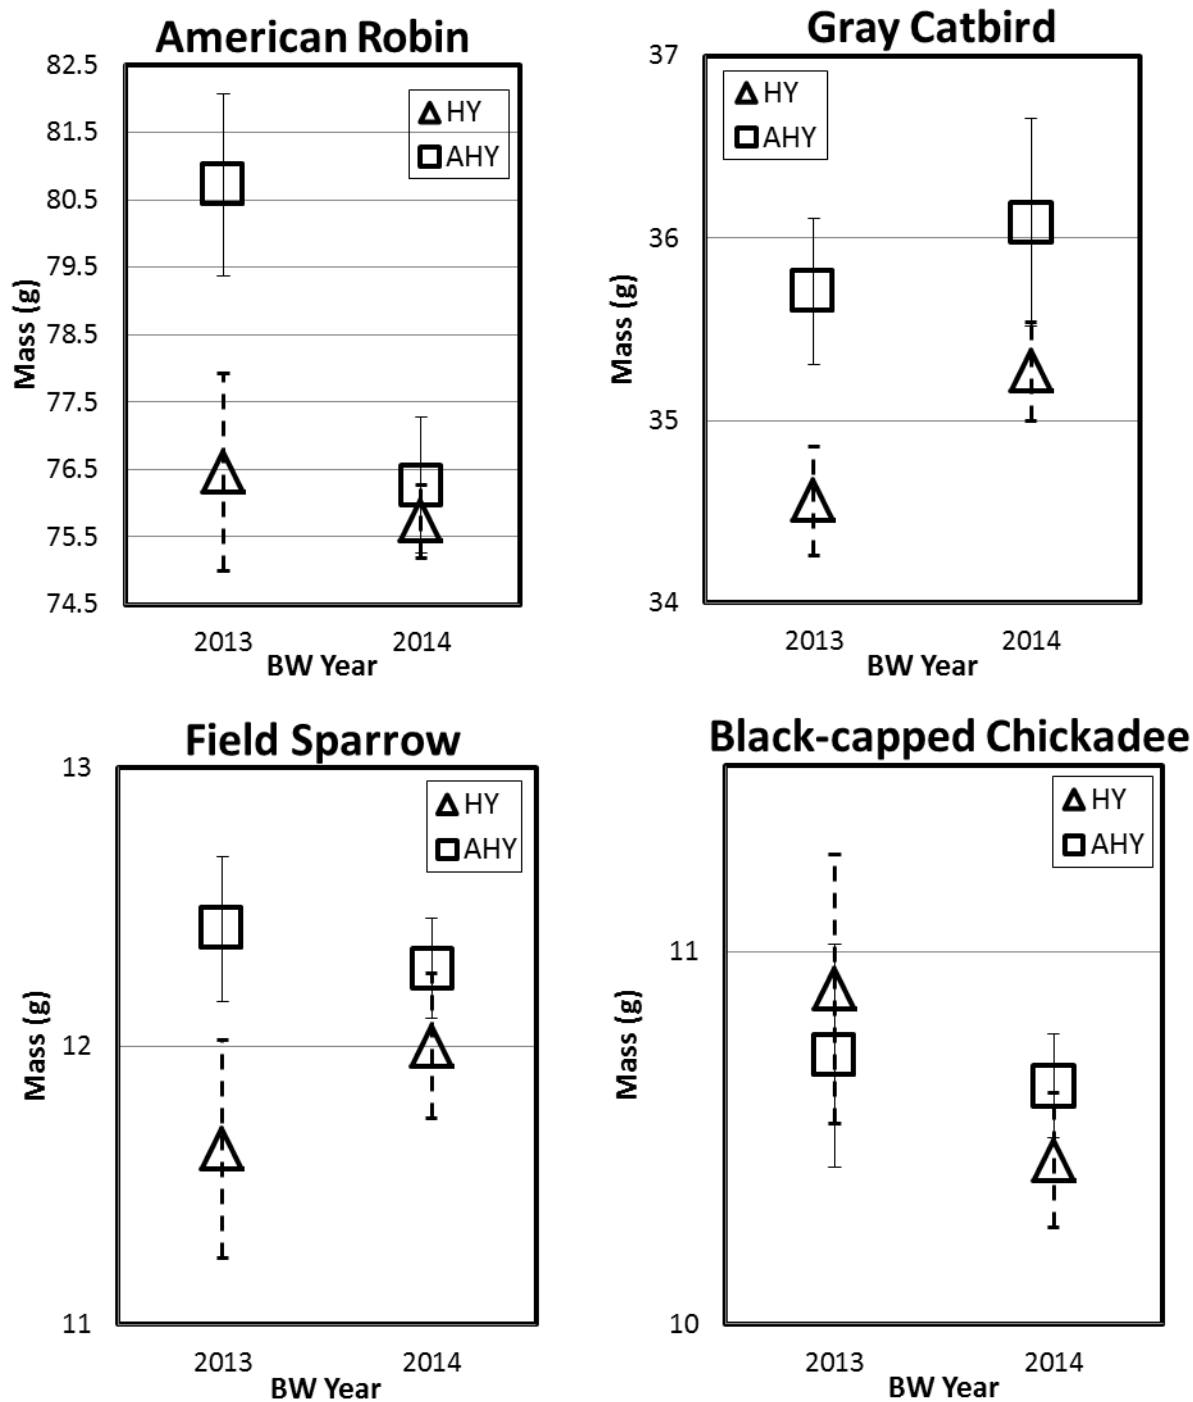 American Robin
82.5
81.5
80.5
79.5
78.5
77.5
76.5
75.5
74.5
Mass (g)
HY
AHY
2013 2014
BW Year
Gray Catbird
37
36
35
34
Mass (g)
HY
AHY
2013 2014
BW Year
Field Sparrow
13
12
11
Mass (g)
HY
AHY
2013 2014
BW Year
Black-capped Chickadee
11
10
Mass (g)
HY
AHY
2013 2014
BW Year